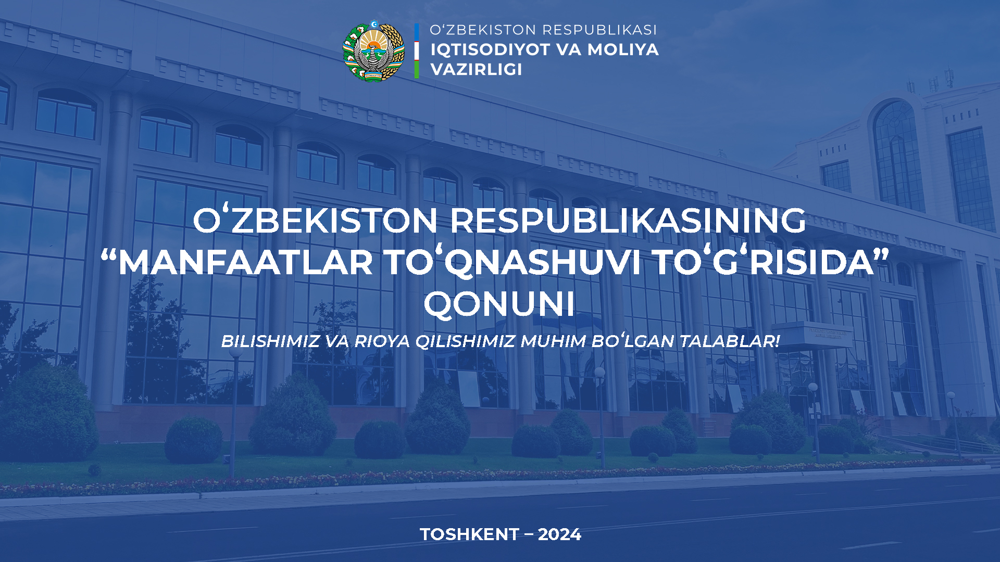 O‘ZBEKISTON RESPUBLIKASI
IQTISODIYOT VA MOLIYA
VAZIRLIGI
O‘ZBEKISTON
O‘ZBEKISTON RESPUBLIKASINING
“MANFAATLAR TO‘QNASHUVI TO‘G‘RISIDA”
QONUNI
BILISHIMIZ VA RIOYA QILISHIMIZ MUHIM BO‘LGAN TALABLAR!
TOSHKENT – 2024